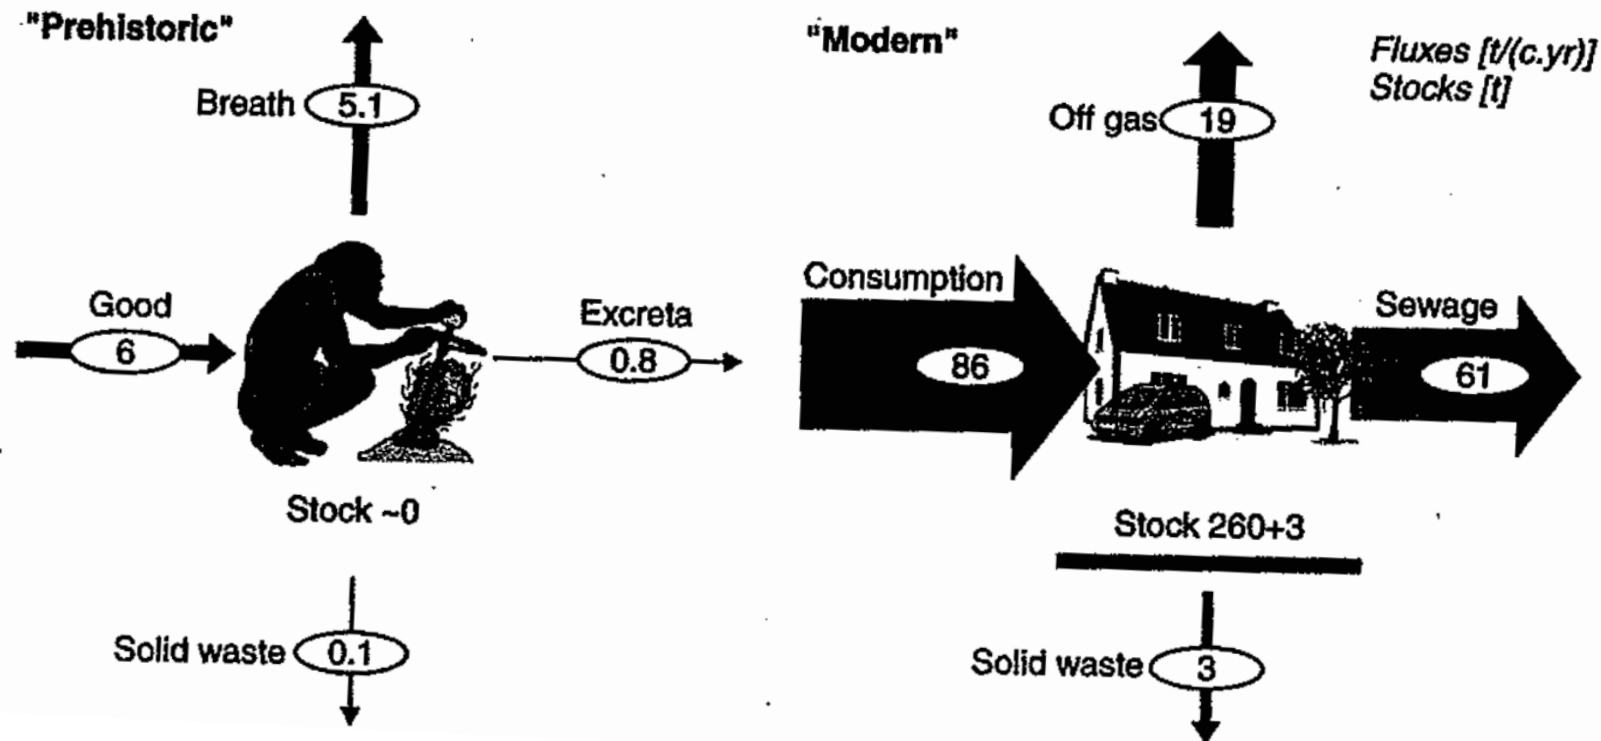 "Prehistoric"
Breath 5.1
Good
6
Excreta
0.8
Stock ~0
Solid waste 0.1
"Modern"
Fluxes [t/(c.yr)]
Stocks [t]
Off gas 19
Consumption
86
Sewage
61
Stock 260+3
Solid waste 3